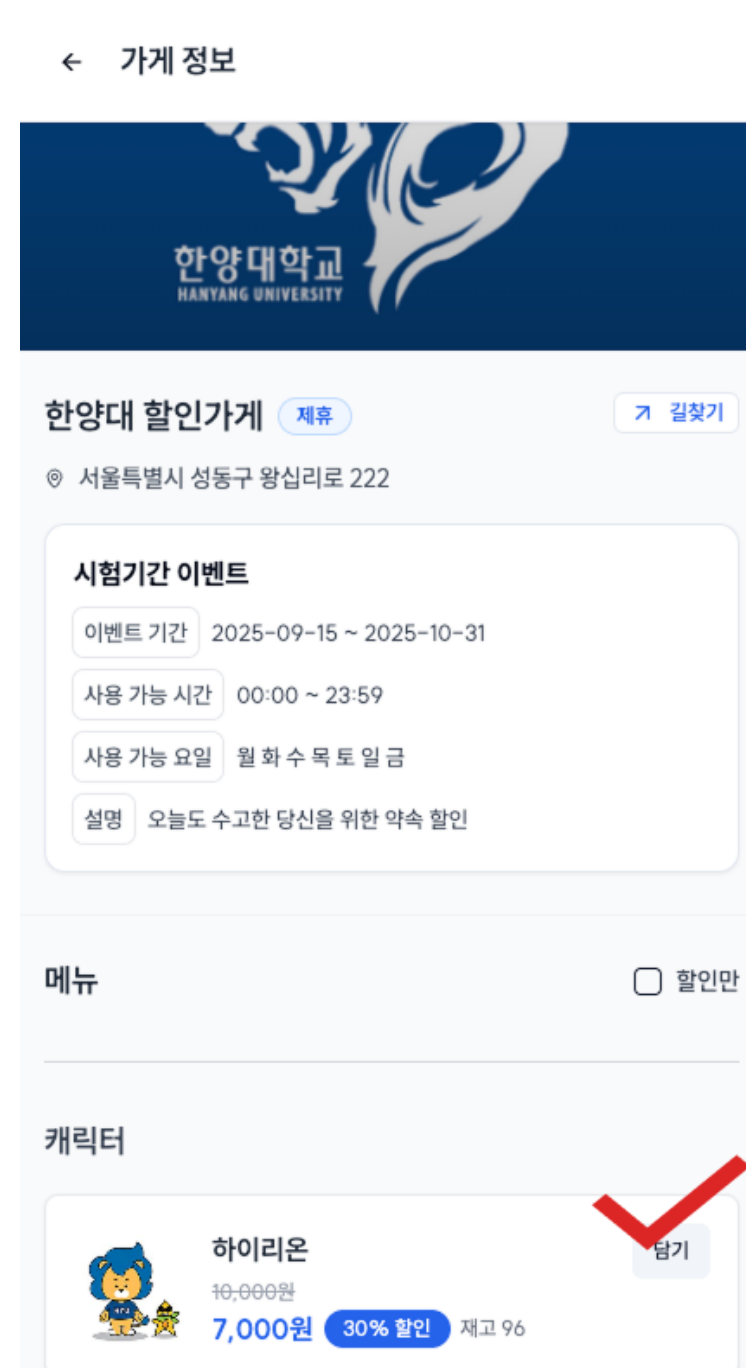 가게 정보
한양대학교
HANYANG UNIVERSITY
한양대 할인가게 제휴 길찾기
서울특별시 성동구 왕십리로 222
시험기간 이벤트
이벤트 기간 2025-09-15 ~ 2025-10-31
사용 가능 시간 00:00 ~ 23:59
사용 가능 요일 월 화 수 목 토 일 금
설명 오늘도 수고한 당신을 위한 약속 할인
메뉴 할인만
캐릭터
하이리온 담기
10,000원
7,000원 30% 할인 재고 96